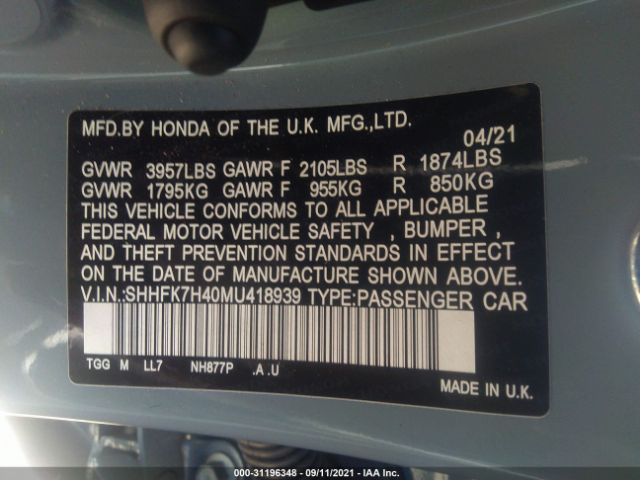 MFD.BY HONDA OF THE U.K. MFG.,LTD.
04/21
GVWR 3957LBS GAWR F 2105LBS R 1874LBS
GVWR 1795KG GAWR F 955KG R 850KG
THIS VEHICLE CONFORMS TO ALL APPLICABLE
FEDERAL MOTOR VEHICLE SAFETY , BUMPER ,
AND THEFT PREVENTION STANDARDS IN EFFECT
ON THE DATE OF MANUFACTURE SHOWN ABOVE.
V.I.N.:SHHFK7H40MU418939 TYPE:PASSENGER CAR
TGG M LL7 NH877P .A .U
MADE IN U.K.
000-31196348 - 09/11/2021 - IAA Inc.